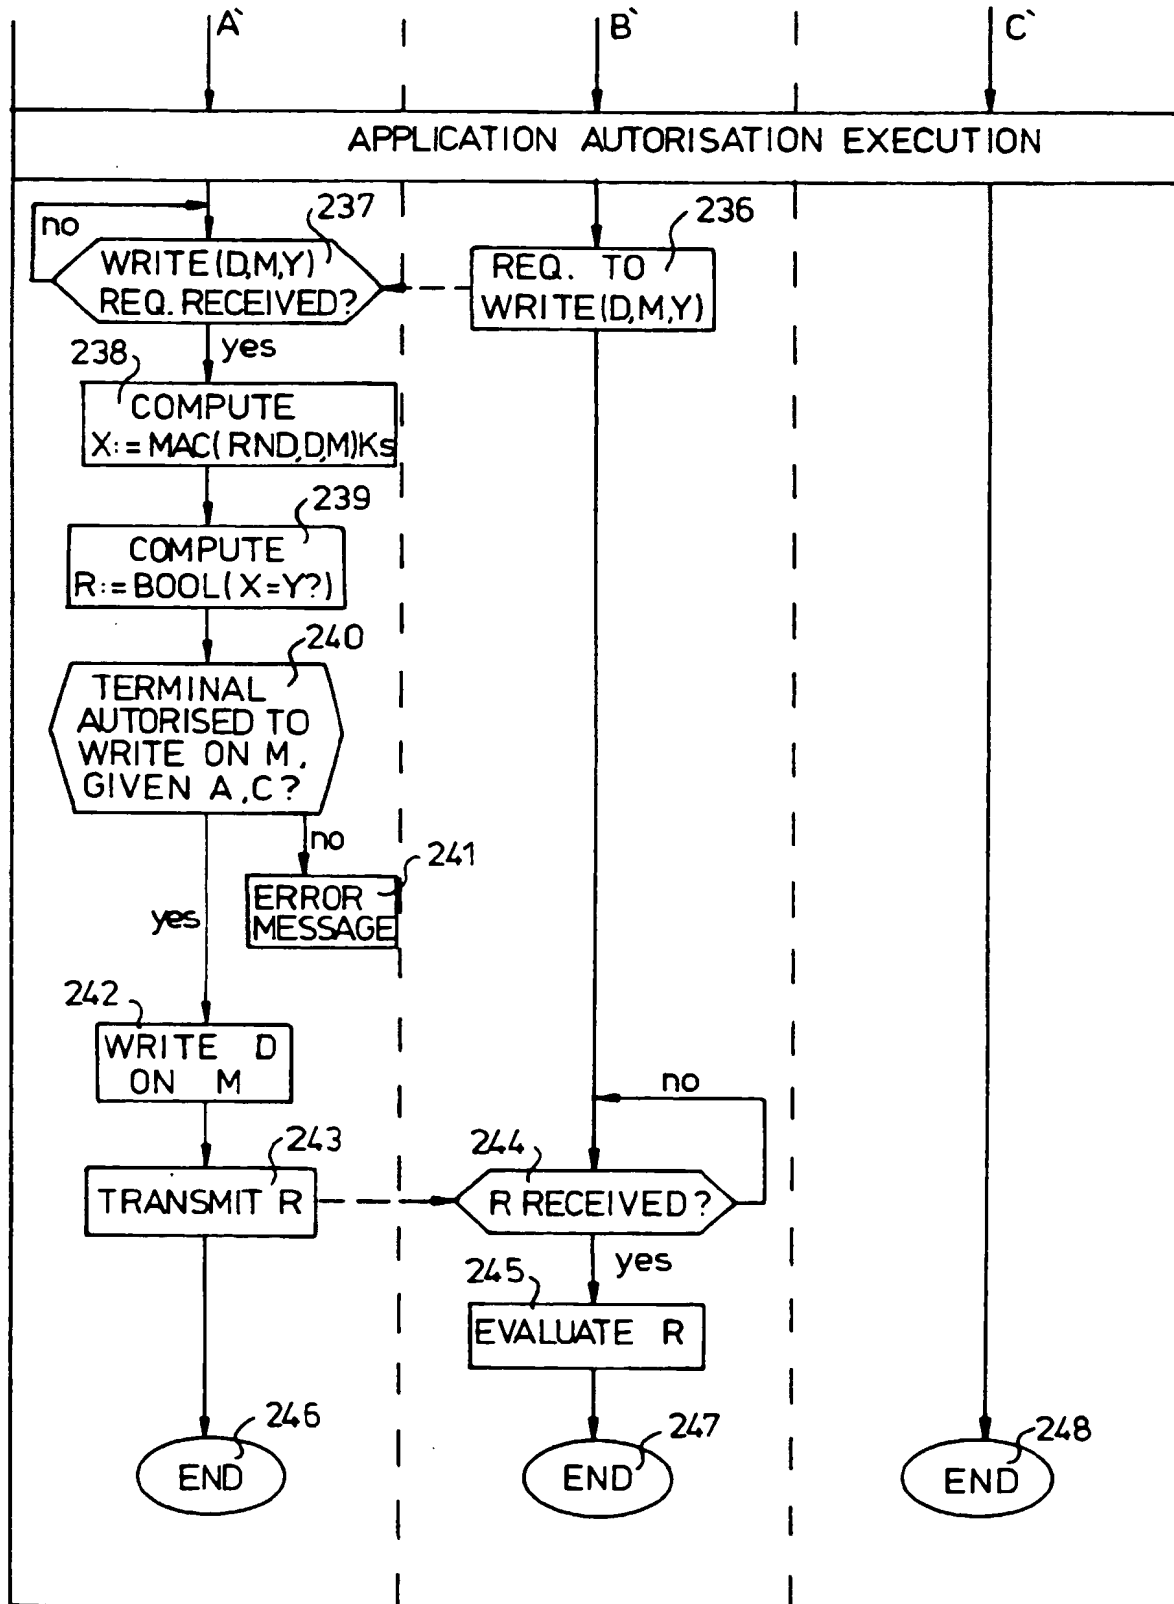 A` B` C`
APPLICATION AUTORISATION EXECUTION
237
236
no
WRITE(D,M,Y)
REQ. RECEIVED?
REQ. TO
WRITE(D,M,Y)
yes
238
COMPUTE
X:=MAC(RND,D,M)Ks
239
COMPUTE
R:=BOOL(X=Y?)
240
TERMINAL
AUTORISED TO
WRITE ON M,
GIVEN A,C?
no
241
ERROR
MESSAGE
yes
242
WRITE D
ON M
no
243
TRANSMIT R
244
R RECEIVED?
yes
245
EVALUATE R
246
END
247
END
248
END